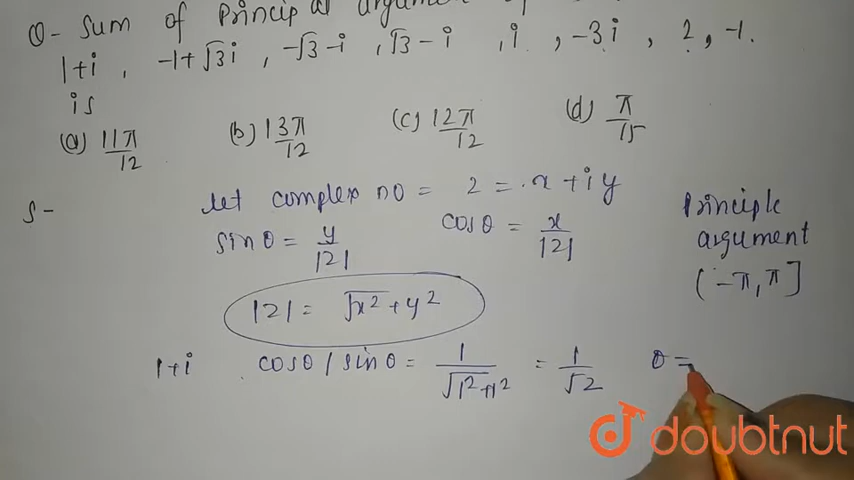 Q- Sum of Principal argument of
1+i , -1+√3i , -√3-i , √3-i , i , -3i , 2 , -1.
is
(a) 11π/12 (b) 13π/12 (c) 12π/12 (d) π/15
S- let complex no = z = x+iy
Principle
sinθ = y/|z| cosθ = x/|z|
argument
(-π,π]
|z| = √x²+y²
1+i cosθ / sinθ = 1/√1²+1² = 1/√2 θ=
doubtnut